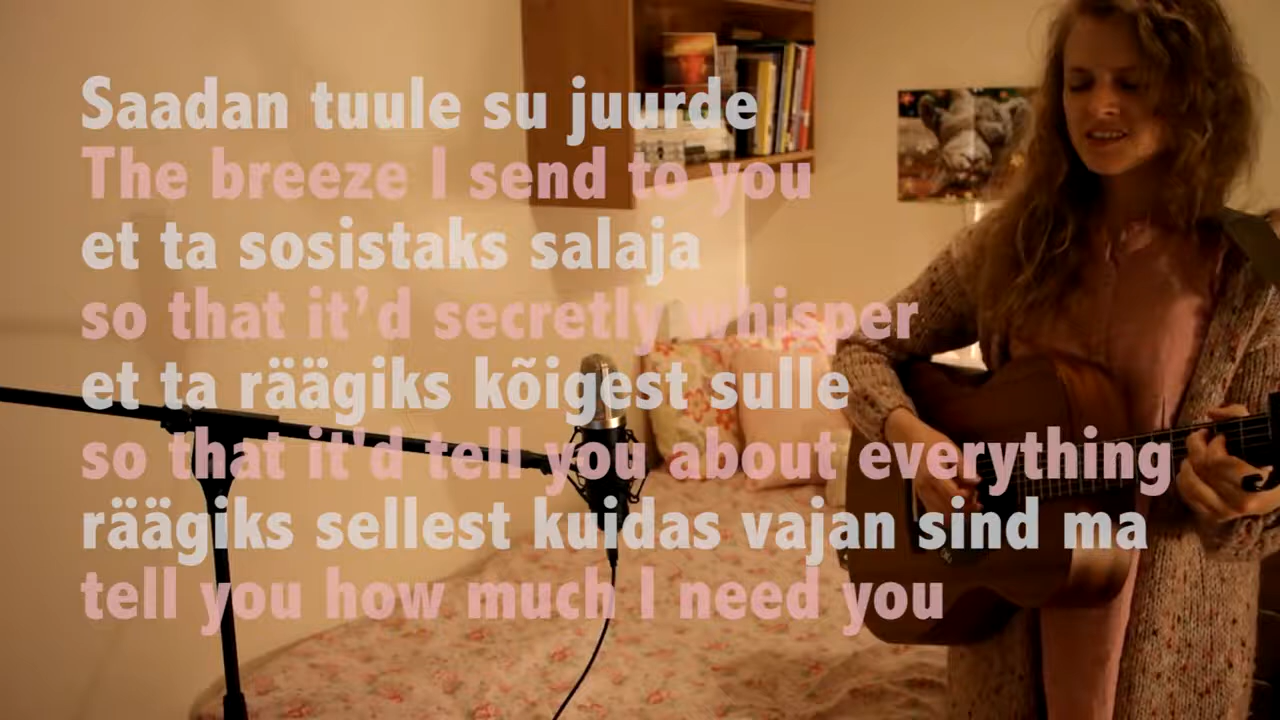 Saadan tuule su juurde
The breeze I send to you
et ta sosistaks salaja
so that it’d secretly whisper
et ta räägiks kõigest sulle
so that it'd tell you about everything
räägiks sellest kuidas vajan sind ma
tell you how much I need you